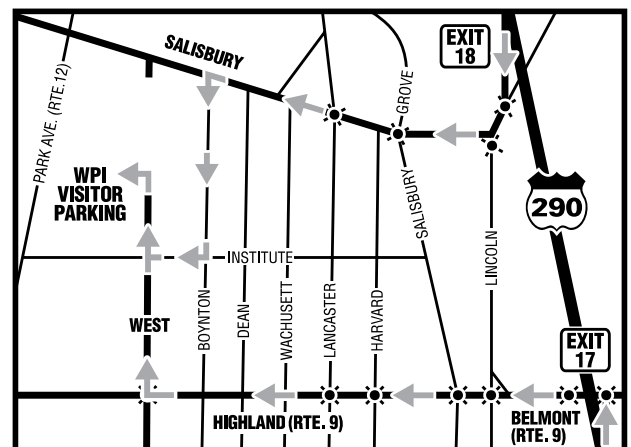 SALISBURY
EXIT
18
PARK AVE. (RTE.12)
GROVE
WPI
VISITOR
PARKING
290
SALISBURY
LINCOLN
INSTITUTE
WEST
BOYNTON
DEAN
WACHUSETT
LANCASTER
HARVARD
EXIT
17
HIGHLAND (RTE. 9)
BELMONT
(RTE. 9)